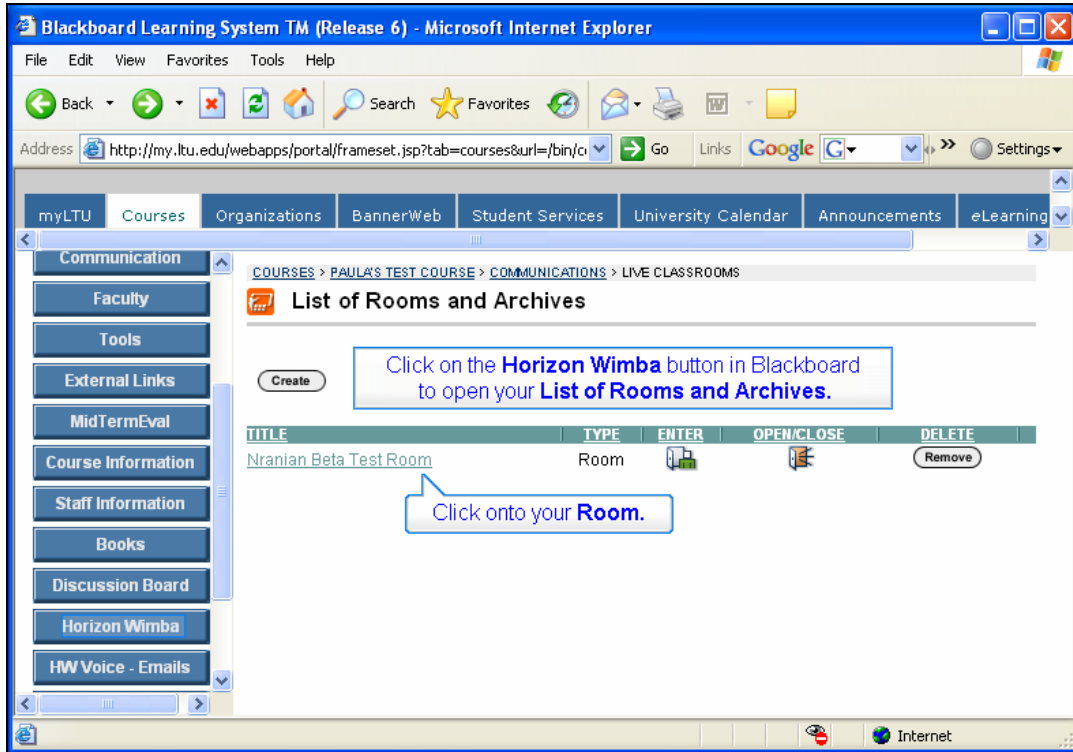 Blackboard Learning System TM (Release 6) - Microsoft Internet Explorer
File Edit View Favorites Tools Help
Back Search Favorites
Address http://my.ltu.edu/webapps/portal/frameset.jsp?tab=courses&url=/bin/c Go Links Google G Settings
myLTU Courses Organizations BannerWeb Student Services University Calendar Announcements eLearning
Communication
Faculty
Tools
External Links
MidTermEval
Course Information
Staff Information
Books
Discussion Board
Horizon Wimba
HW Voice - Emails
COURSES > PAULA'S TEST COURSE > COMMUNICATIONS > LIVE CLASSROOMS
List of Rooms and Archives
Create
Click on the Horizon Wimba button in Blackboard
to open your List of Rooms and Archives.
TITLE TYPE ENTER OPEN/CLOSE DELETE
Nranian Beta Test Room Room Remove
Click onto your Room.
Internet